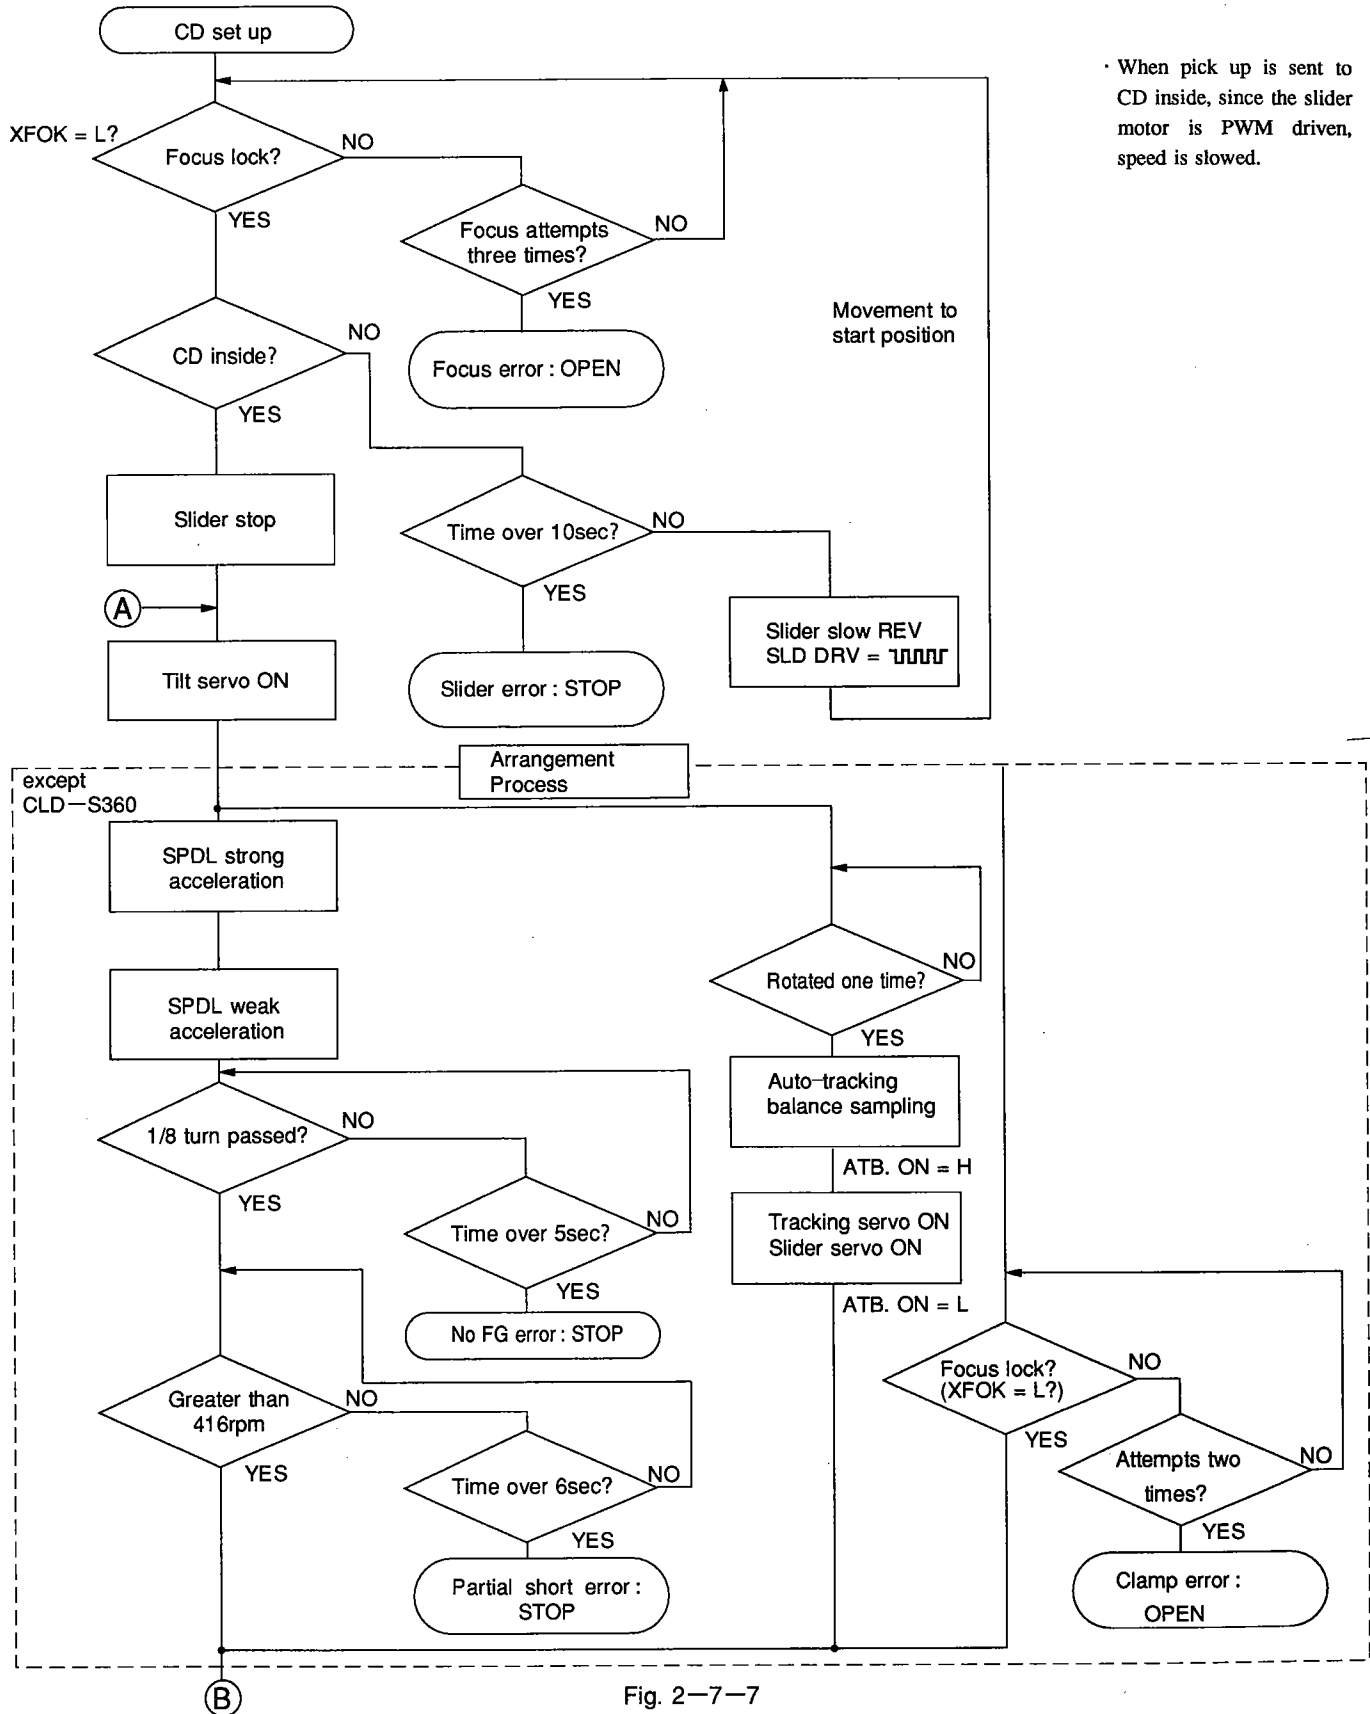 CD set up
· When pick up is sent to
CD inside, since the slider
motor is PWM driven,
speed is slowed.
XFOK = L?
Focus lock?
NO
YES
Focus attempts
three times?
NO
YES
Focus error : OPEN
Movement to
start position
CD inside?
NO
YES
Slider stop
Time over 10sec?
NO
YES
A
Slider slow REV
SLD DRV =
Tilt servo ON
Slider error : STOP
Arrangement
Process
except
CLD—S360
SPDL strong
acceleration
SPDL weak
acceleration
Rotated one time?
NO
YES
Auto—tracking
balance sampling
1/8 turn passed?
NO
YES
ATB. ON = H
Time over 5sec?
NO
YES
Tracking servo ON
Slider servo ON
ATB. ON = L
No FG error : STOP
Focus lock?
(XFOK = L?)
NO
YES
Greater than
416rpm
NO
YES
Time over 6sec?
NO
YES
Attempts two
times?
NO
YES
Partial short error :
STOP
Clamp error :
OPEN
B
Fig. 2—7—7